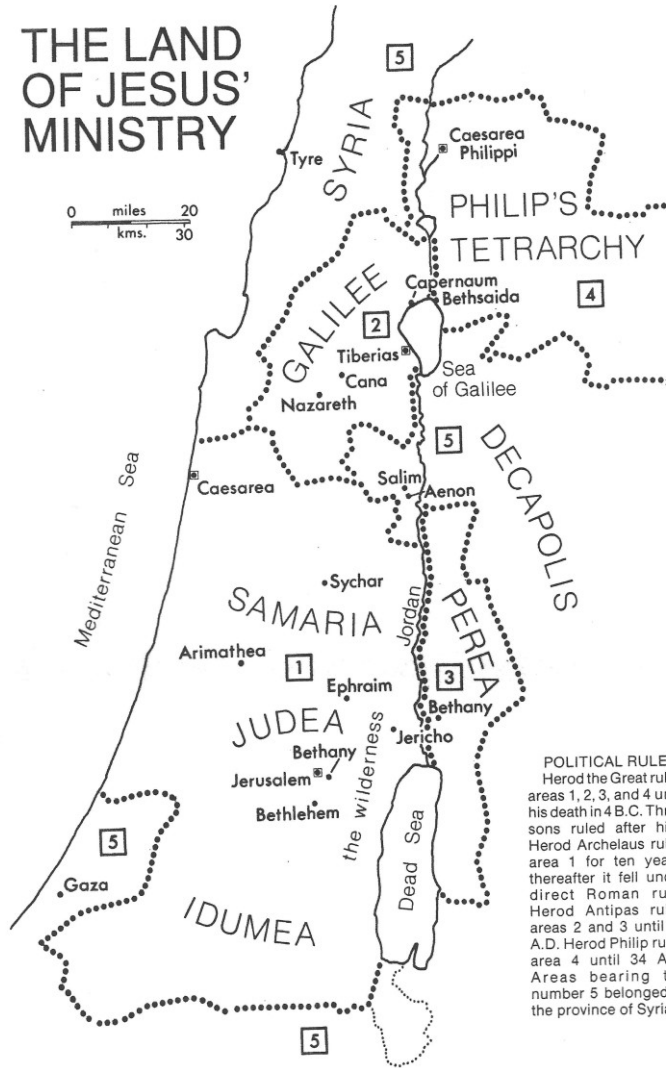 THE LAND
OF JESUS'
MINISTRY
5
SYRIA
Tyre
Caesarea
Philippi
0 miles 20
kms. 30
PHILIP'S
TETRARCHY
4
GALILEE
2
Capernaum
Bethsaida
Tiberias
Cana
Nazareth
Sea
of Galilee
5
DECAPOLIS
Mediterranean Sea
Caesarea
Salim
Aenon
Sychar
SAMARIA
Jordan
PEREA
Arimathea
1
3
Ephraim
Bethany
JUDEA
Jericho
Bethany
Jerusalem
Bethlehem
the wilderness
Dead Sea
5
Gaza
IDUMEA
5
POLITICAL RULE
Herod the Great rul
areas 1, 2, 3, and 4 un
his death in 4 B.C. Thr
sons ruled after hi
Herod Archelaus rul
area 1 for ten yea
thereafter it fell und
direct Roman ru
Herod Antipas ru
areas 2 and 3 until
A.D. Herod Philip ru
area 4 until 34 A
Areas bearing t
number 5 belonged
the province of Syria